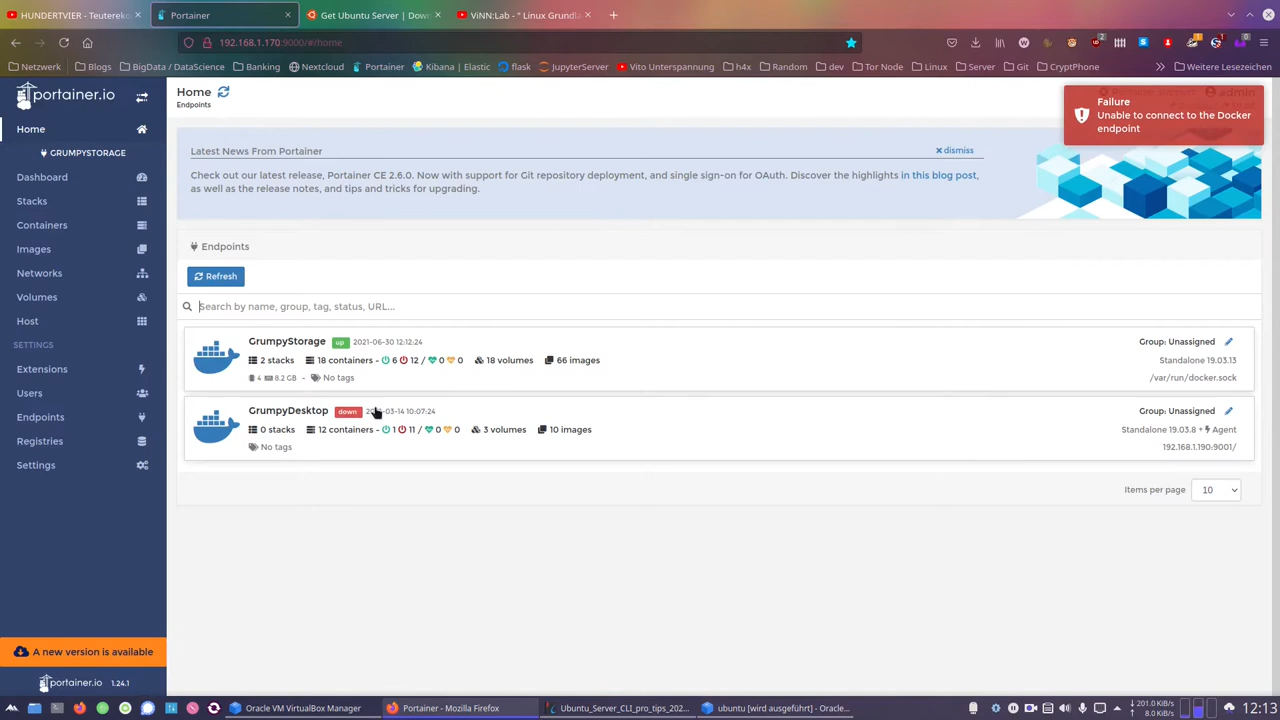 HUNDERTVIER - Teuterekc
Portainer
Get Ubuntu Server | Down
ViNN:Lab - " Linux Grundla
192.168.1.170:9000/#/home
Netzwerk
Blogs
BigData / DataScience
Banking
Nextcloud
Portainer
Kibana | Elastic
flask
JupyterServer
Vito Unterspannung
h4x
Random
dev
Tor Node
Linux
Server
Git
CryptPhone
Weitere Lesezeichen
portainer.io
Home
GRUMPYSTORAGE
Dashboard
Stacks
Containers
Images
Networks
Volumes
Host
SETTINGS
Extensions
Users
Endpoints
Registries
Settings
A new version is available
portainer.io 1.24.1
Home
Endpoints
admin
Failure
Unable to connect to the Docker
endpoint
Latest News From Portainer
dismiss
Check out our latest release, Portainer CE 2.6.0. Now with support for Git repository deployment, and single sign-on for OAuth. Discover the highlights in this blog post,
as well as the release notes, and tips and tricks for upgrading.
Endpoints
Refresh
Search by name, group, tag, status, URL...
GrumpyStorage up 2021-06-30 12:12:24
Group: Unassigned
2 stacks 18 containers - 6 12 / 0 0 18 volumes 66 images
Standalone 19.03.13
4 8.2 GB - No tags
/var/run/docker.sock
GrumpyDesktop down 03-14 10:07:24
Group: Unassigned
0 stacks 12 containers - 1 11 / 0 0 3 volumes 10 images
Standalone 19.03.8 + Agent
No tags
192.168.1.190:9001/
Items per page 10
Oracle VM VirtualBox Manager
Portainer - Mozilla Firefox
Ubuntu_Server_CLI_pro_tips_202...
ubuntu [wird ausgeführt] - Oracle...
201.0 KiB/s
8.0 KiB/s
12:13